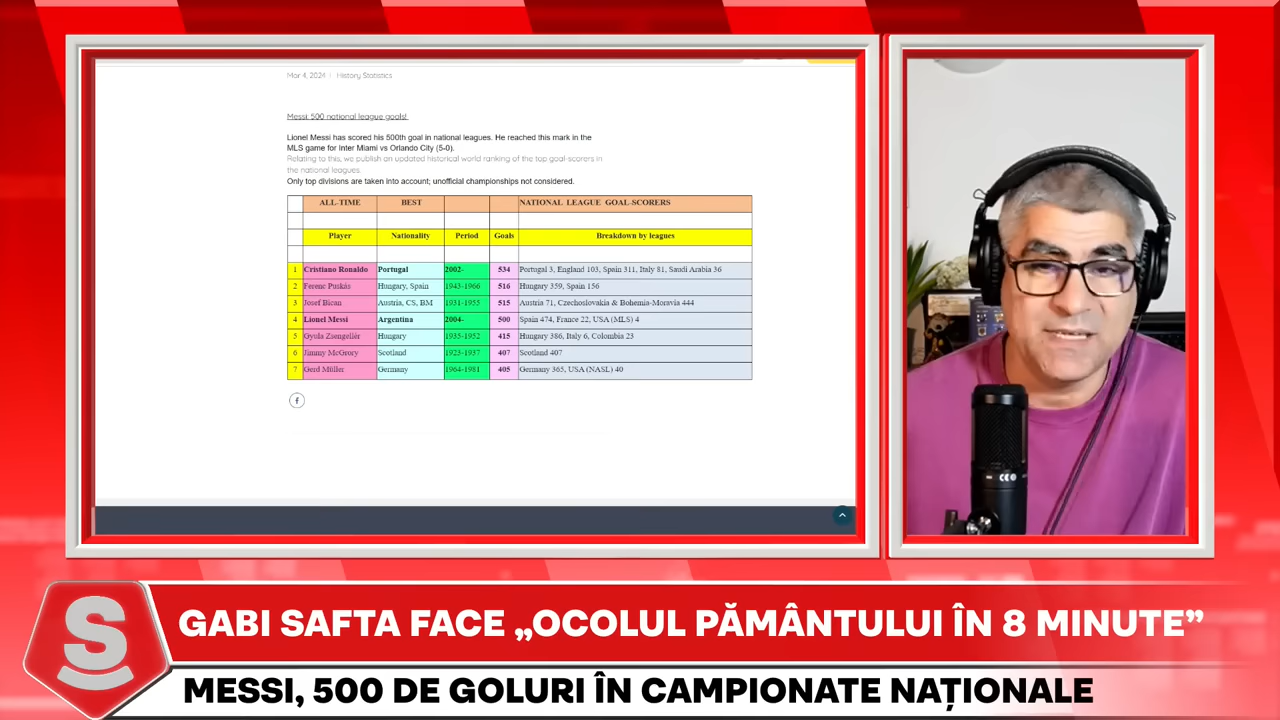 Mar 4, 2024 | History Statistics
Messi: 500 national league goals!
Lionel Messi has scored his 500th goal in national leagues. He reached this mark in the
MLS game for Inter Miami vs Orlando City (5-0).
Relating to this, we publish an updated historical world ranking of the top goal-scorers in
the national leagues.
Only top divisions are taken into account; unofficial championships not considered.
ALL-TIME BEST NATIONAL LEAGUE GOAL-SCORERS
Player Nationality Period Goals Breakdown by leagues
1 Cristiano Ronaldo Portugal 2002- 534 Portugal 3, England 103, Spain 311, Italy 81, Saudi Arabia 36
2 Ferenc Puskás Hungary, Spain 1943-1966 516 Hungary 359, Spain 156
3 Josef Bican Austria, CS, BM 1931-1955 515 Austria 71, Czechoslovakia & Bohemia-Moravia 444
4 Lionel Messi Argentina 2004- 500 Spain 474, France 22, USA (MLS) 4
5 Gyula Zsengellér Hungary 1935-1952 415 Hungary 386, Italy 6, Colombia 23
6 Jimmy McGrory Scotland 1923-1937 407 Scotland 407
7 Gerd Müller Germany 1964-1981 405 Germany 365, USA (NASL) 40
f
CE
S
GABI SAFTA FACE „OCOLUL PĂMÂNTULUI ÎN 8 MINUTE”
MESSI, 500 DE GOLURI ÎN CAMPIONATE NAȚIONALE